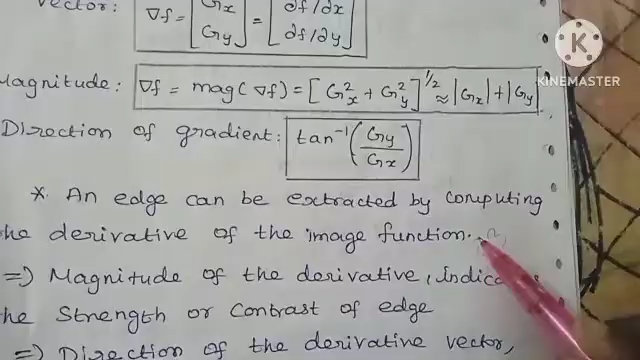 Vector: ∇f = [Gx Gy] = [∂f/∂x ∂f/∂y]
KINEMASTER
Magnitude: ∇f = mag(∇f) = [Gx² + Gy²]^1/2 ≈ |Gx| + |Gy|
Direction of gradient: tan⁻¹(Gy/Gx)
* An edge can be extracted by computing
the derivative of the image function.
=> Magnitude of the derivative, indica
the Strength or Contrast of edge
=> Direction of the derivative vector,